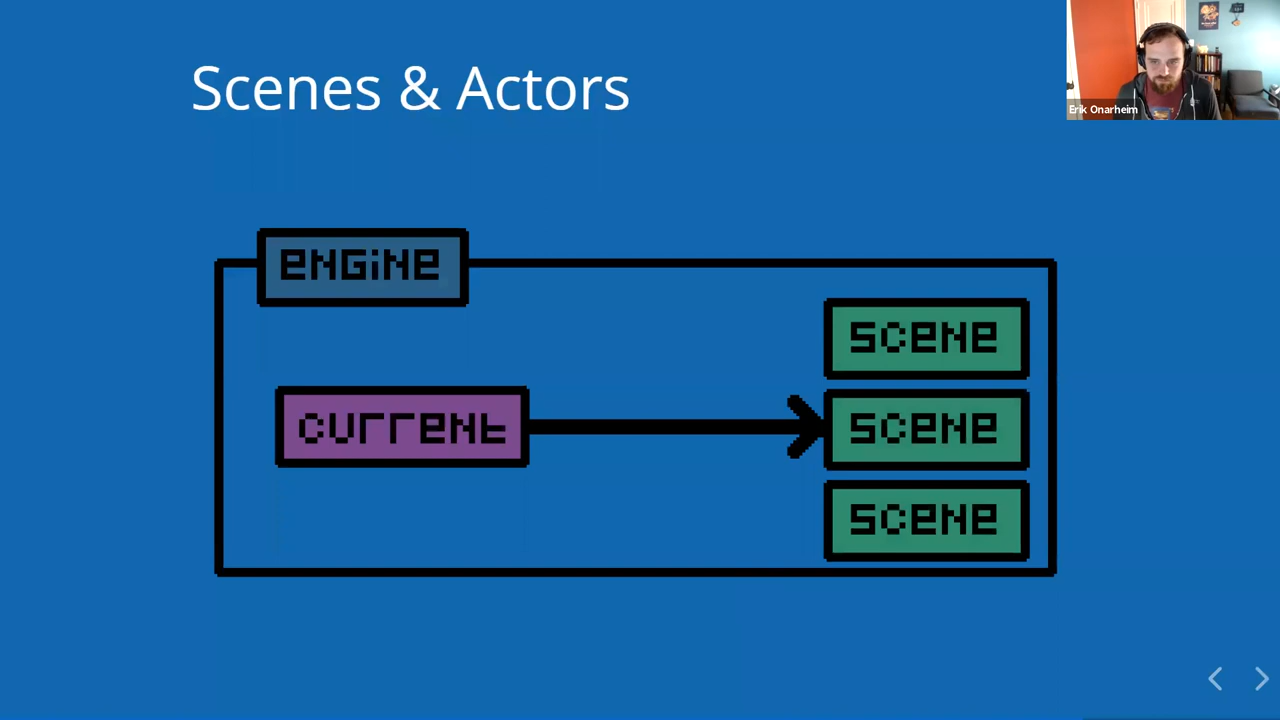 Scenes & Actors
Erik Onarheim
ENGINE
SCENE
CURRENT
SCENE
SCENE